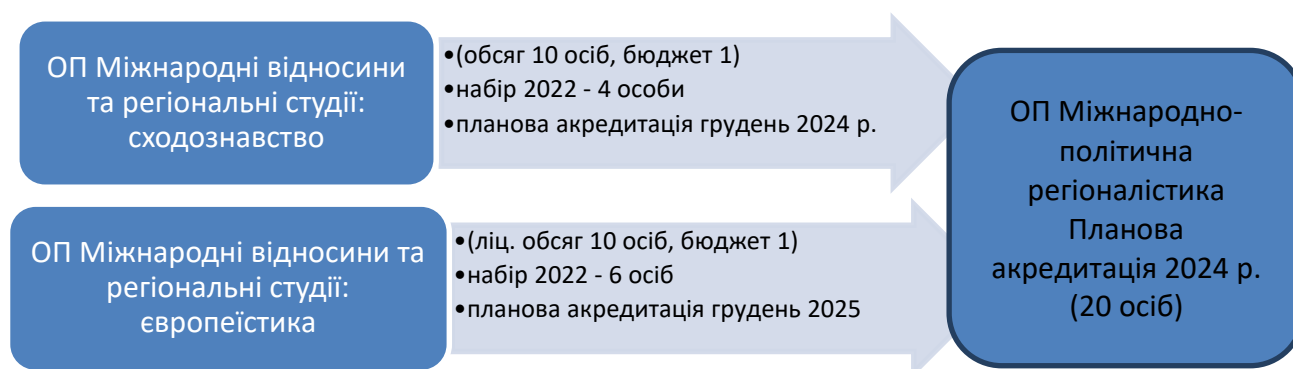 ОП Міжнародні відносини
та регіональні студії:
сходознавство
•(обсяг 10 осіб, бюджет 1)
•набір 2022 - 4 особи
•планова акредитація грудень 2024 р.
ОП Міжнародні відносини та
регіональні студії:
європеїстика
•(ліц. обсяг 10 осіб, бюджет 1)
•набір 2022 - 6 осіб
•планова акредитація грудень 2025
ОП Міжнародно-
політична
регіоналістика
Планова
акредитація 2024 р.
(20 осіб)